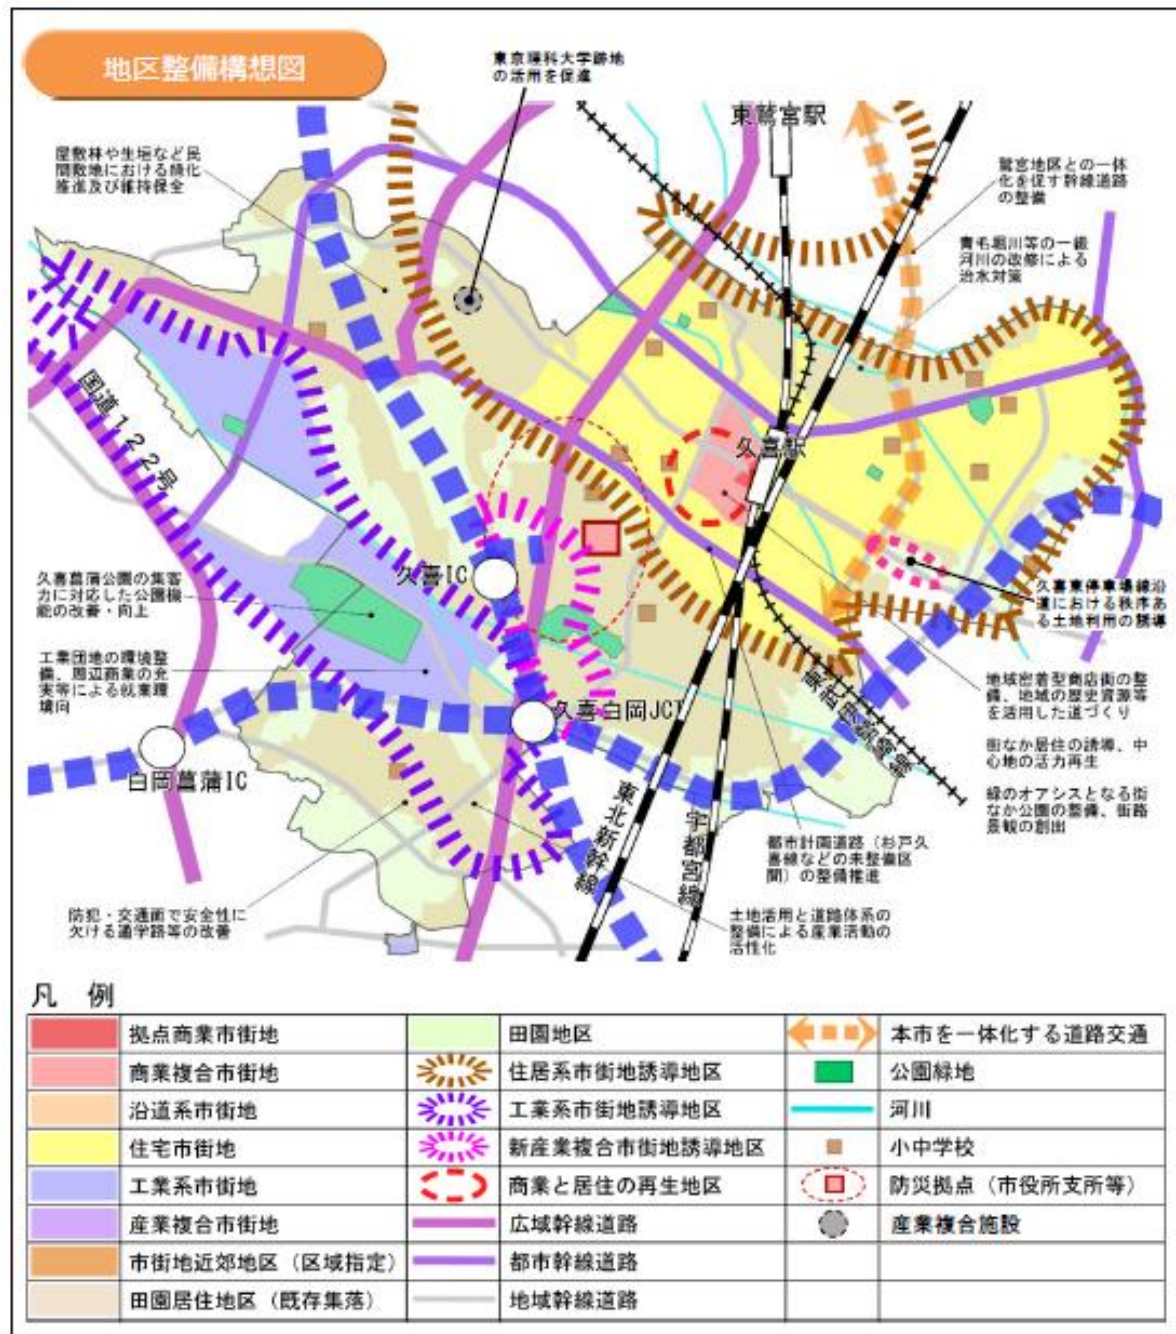 地区整備構想図
東京理科大学跡地
の活用を促進
東鷲宮駅
屋敷林や生垣など民
間敷地における緑化
推進及び維持保全
鷲宮地区との一体
化を促す幹線道路
の整備
青毛堀川等の一級
河川の改修による
治水対策
国道122号
久喜駅
久喜菖蒲公園の集客
力に対応した公園機
能の改善・向上
久喜IC
久喜東停車場線沿
道における秩序あ
る土地利用の誘導
工業団地の環境整
備、周辺商業の充
実等による就業環
境向
地域密着型商店街の整
備、地域の歴史資源等
を活用した道づくり
久喜白岡JCT
街なか居住の誘導、中
心地の活力再生
白岡菖蒲IC
緑のオアシスとなる街
なか公園の整備、街路
景観の創出
東北新幹線
宇都宮線
都市計画道路（杉戸久
喜線などの未整備区
間）の整備推進
防犯・交通面で安全性に
欠ける通学路等の改善
土地活用と道路体系の
整備による産業活動の
活性化
凡　例
拠点商業市街地
田園地区
本市を一体化する道路交通
商業複合市街地
住居系市街地誘導地区
公園緑地
沿道系市街地
工業系市街地誘導地区
河川
住宅市街地
新産業複合市街地誘導地区
小中学校
工業系市街地
商業と居住の再生地区
防災拠点（市役所支所等）
産業複合市街地
広域幹線道路
産業複合施設
市街地近郊地区（区域指定）
都市幹線道路
田園居住地区（既存集落）
地域幹線道路